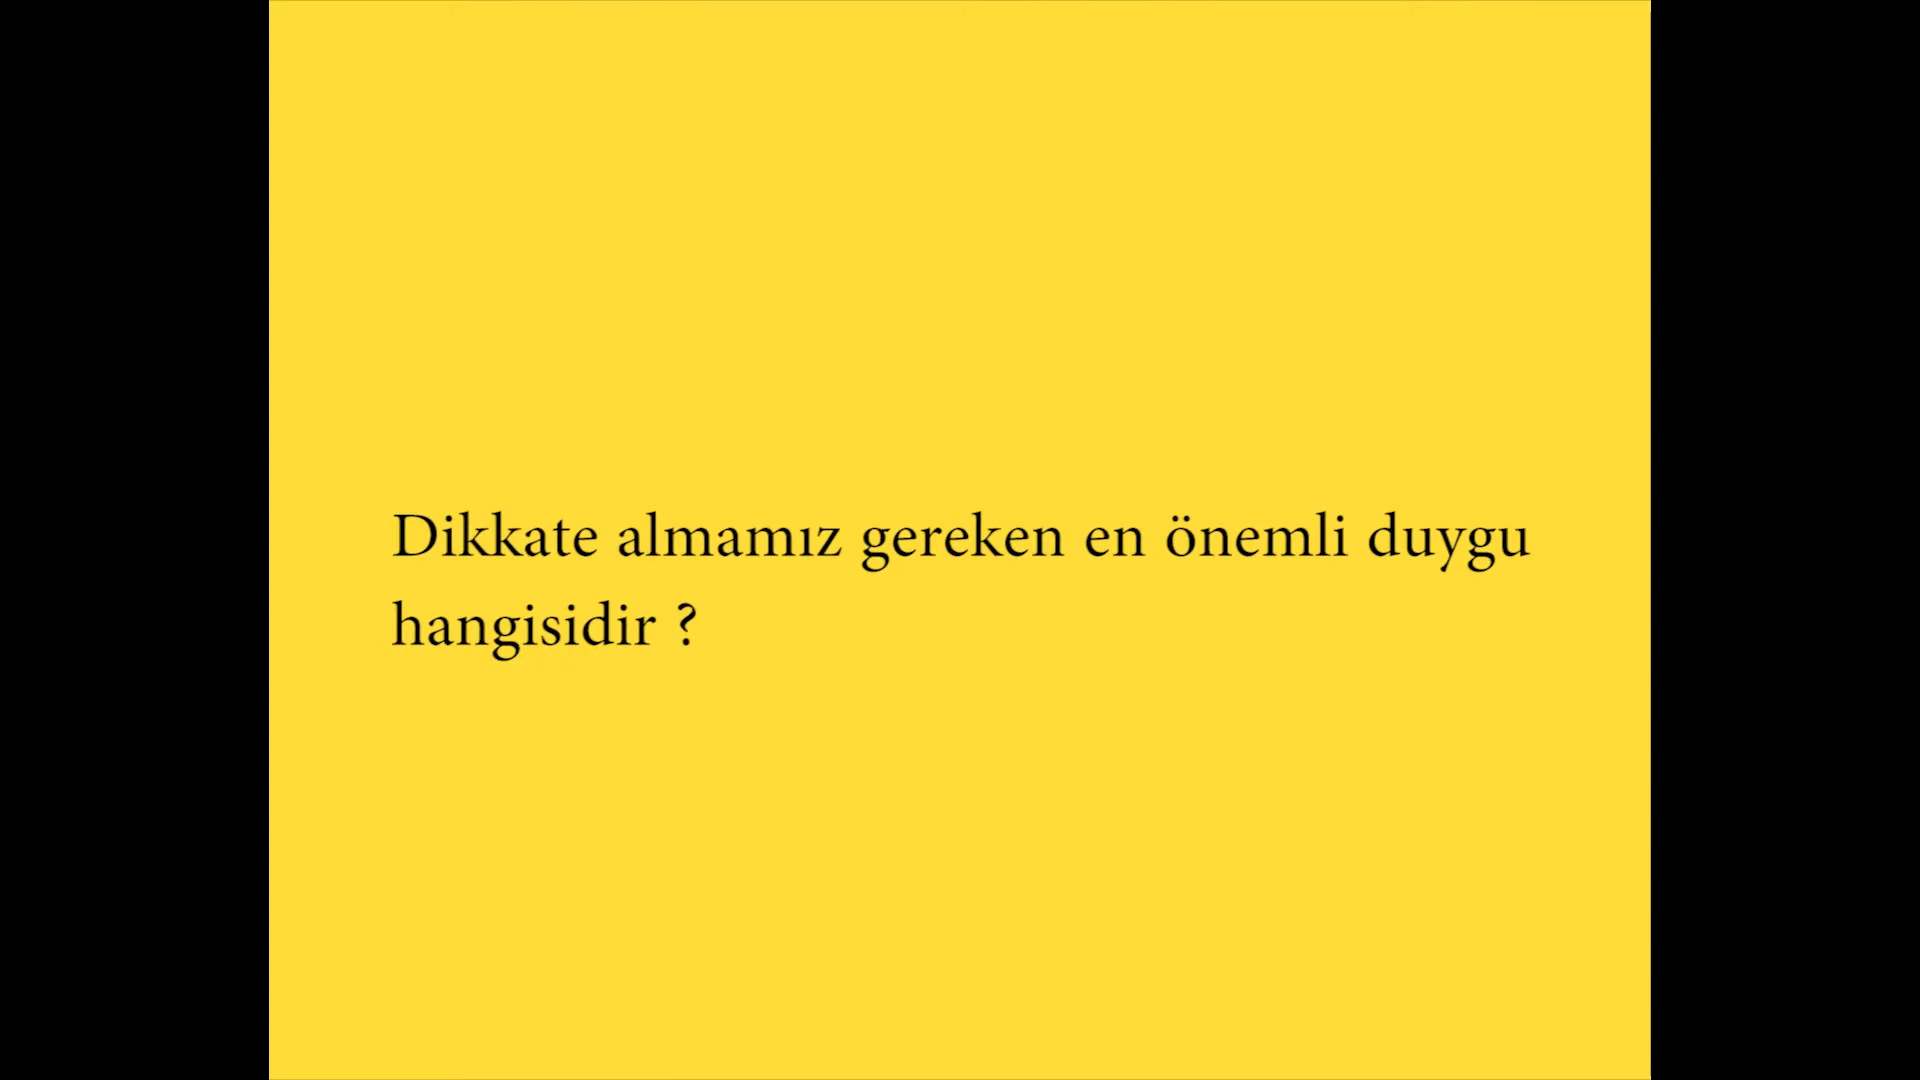 Dikkate almamız gereken en önemli duygu
hangisidir ?